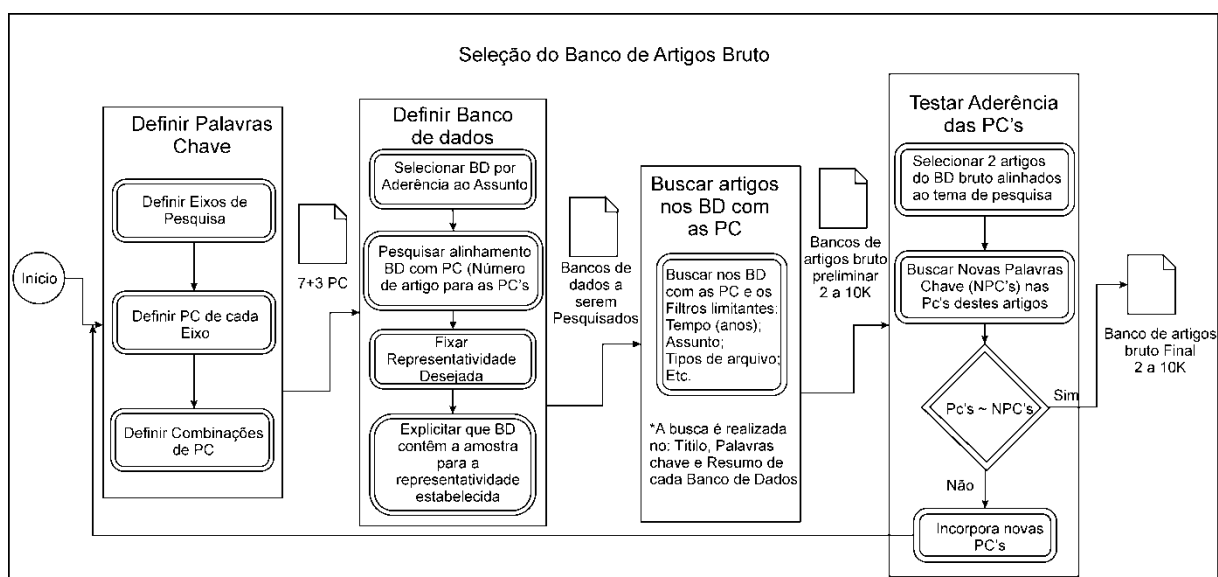 Seleção do Banco de Artigos Bruto
Inicio
Definir Palavras
Chave
Definir Eixos de
Pesquisa
Definir PC de cada
Eixo
Definir Combinações
de PC
7+3 PC
Definir Banco
de dados
Selecionar BD por
Aderência ao Assunto
Pesquisar alinhamento
BD com PC (Número
de artigo para as PC's
Fixar
Representatividade
Desejada
Explicitar que BD
contêm a amostra
para a
representatividade
estabelecida
Bancos de
dados a
serem
Pesquisados
Buscar artigos
nos BD com
as PC
Buscar nos BD
com as PC e os
Filtros limitantes:
Tempo (anos);
Assunto;
Tipos de arquivo;
Etc.
*A busca é realizada
no: Titilo, Palavras
chave e Resumo de
cada Banco de Dados
Bancos de
artigos bruto
preliminar
2 a 10K
Testar Aderência
das PC's
Selecionar 2 artigos
do BD bruto alinhados
ao tema de pesquisa
Buscar Novas Palavras
Chave (NPC's) nas
Pc's destes artigos
Pc's ~ NPC's
Sim
Não
Incorpora novas
PC's
Banco de artigos
bruto Final
2 a 10K